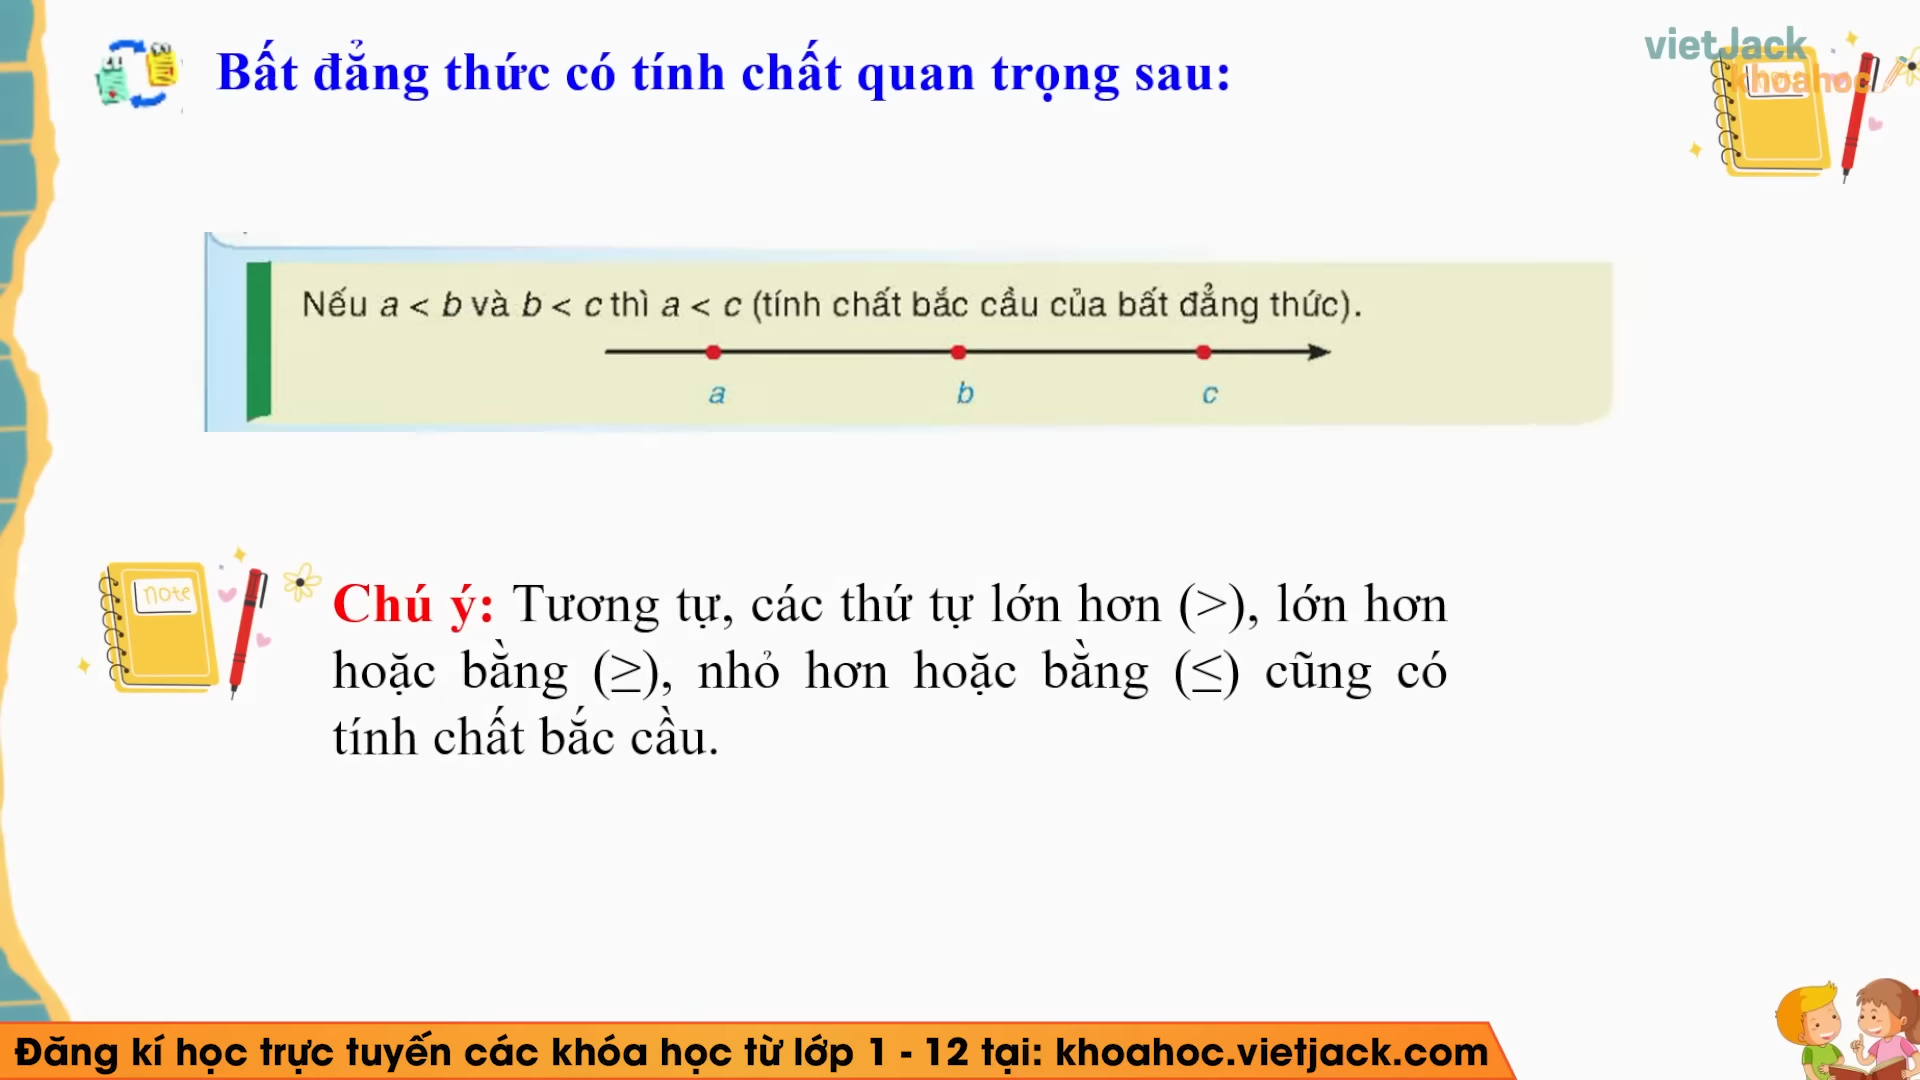 Bất đẳng thức có tính chất quan trọng sau:
vietJack
khoahoc
Nếu a < b và b < c thì a < c (tính chất bắc cầu của bất đẳng thức).
a b c
note
Chú ý: Tương tự, các thứ tự lớn hơn (>), lớn hơn
hoặc bằng (≥), nhỏ hơn hoặc bằng (≤) cũng có
tính chất bắc cầu.
Đăng kí học trực tuyến các khóa học từ lớp 1 - 12 tại: khoahoc.vietjack.com